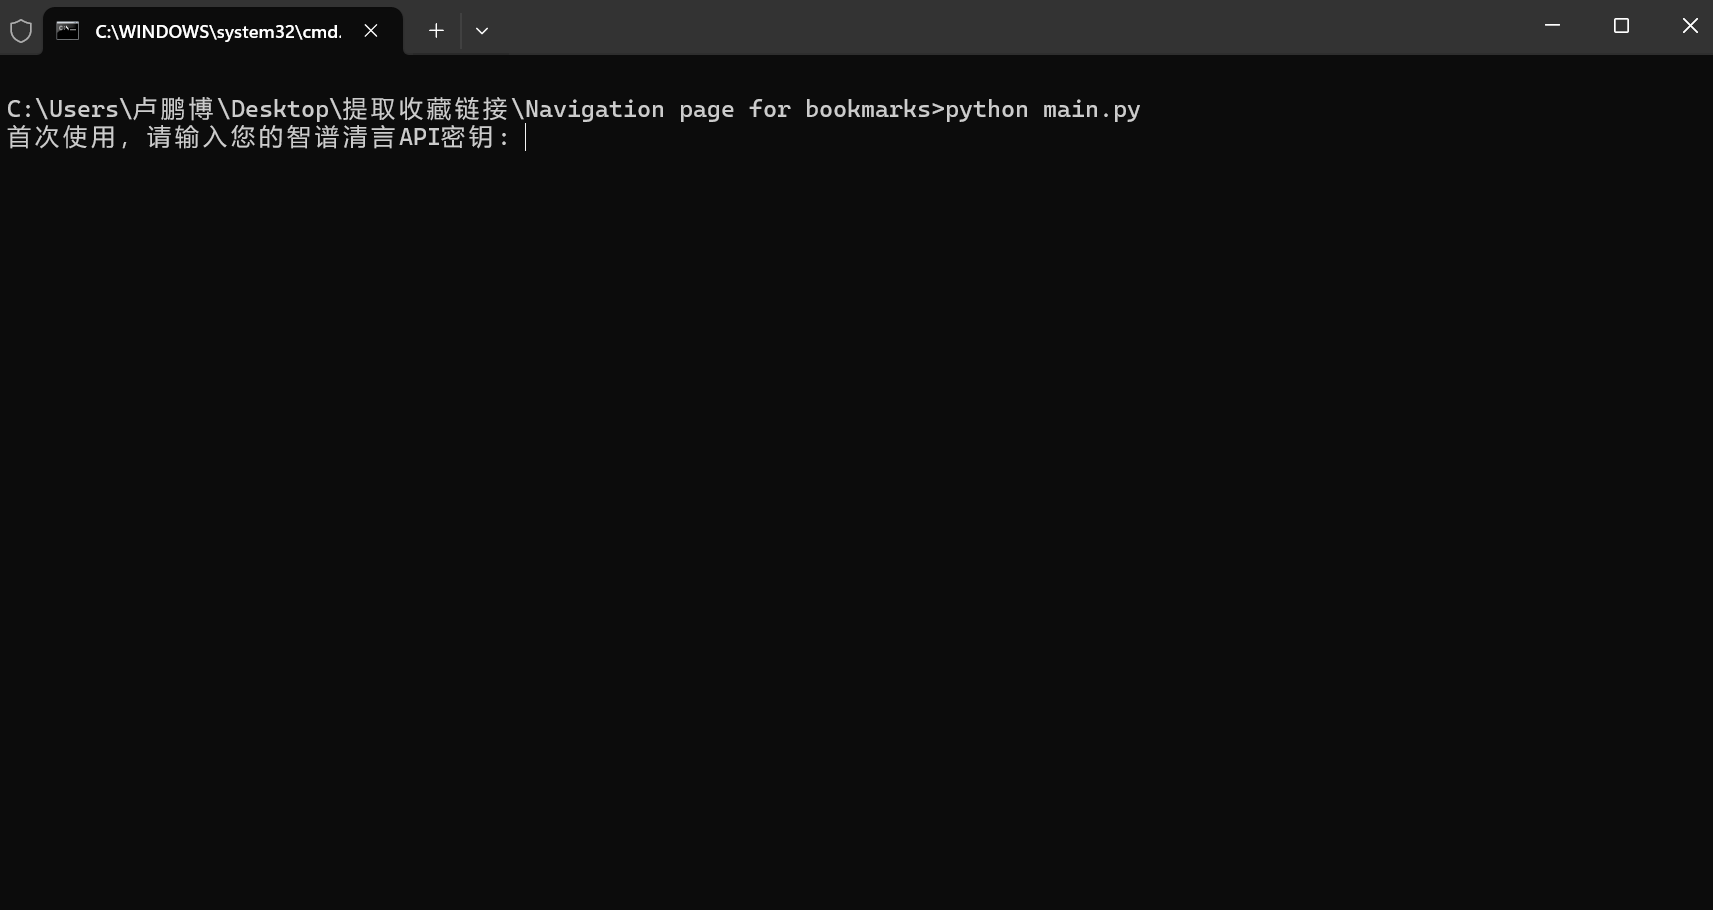 C:\WINDOWS\system32\cmd.
C:\Users\卢鹏博\Desktop\提取收藏链接\Navigation page for bookmarks>python main.py
首次使用，请输入您的智谱清言API密钥：